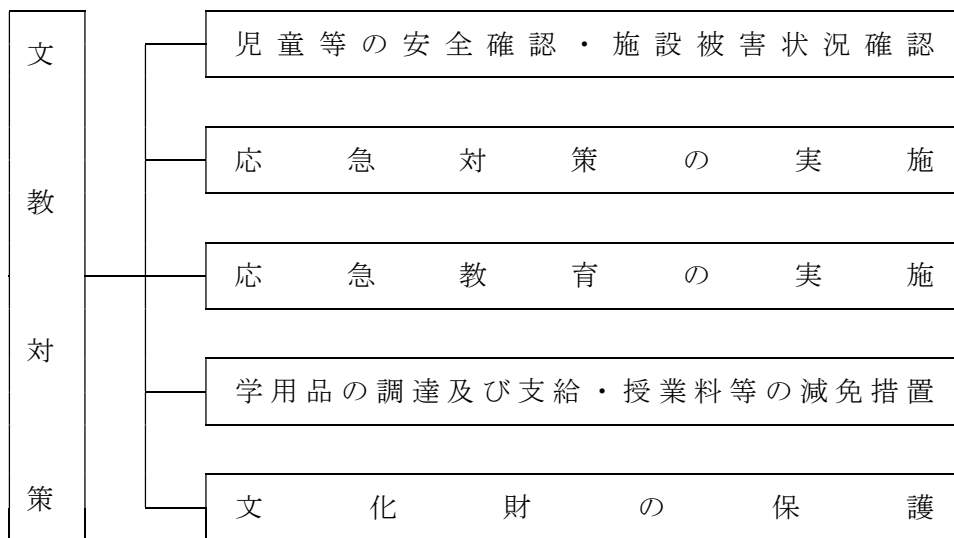 文教対策
児童等の安全確認・施設被害状況確認
応急対策の実施
応急教育の実施
学用品の調達及び支給・授業料等の減免措置
文化財の保護